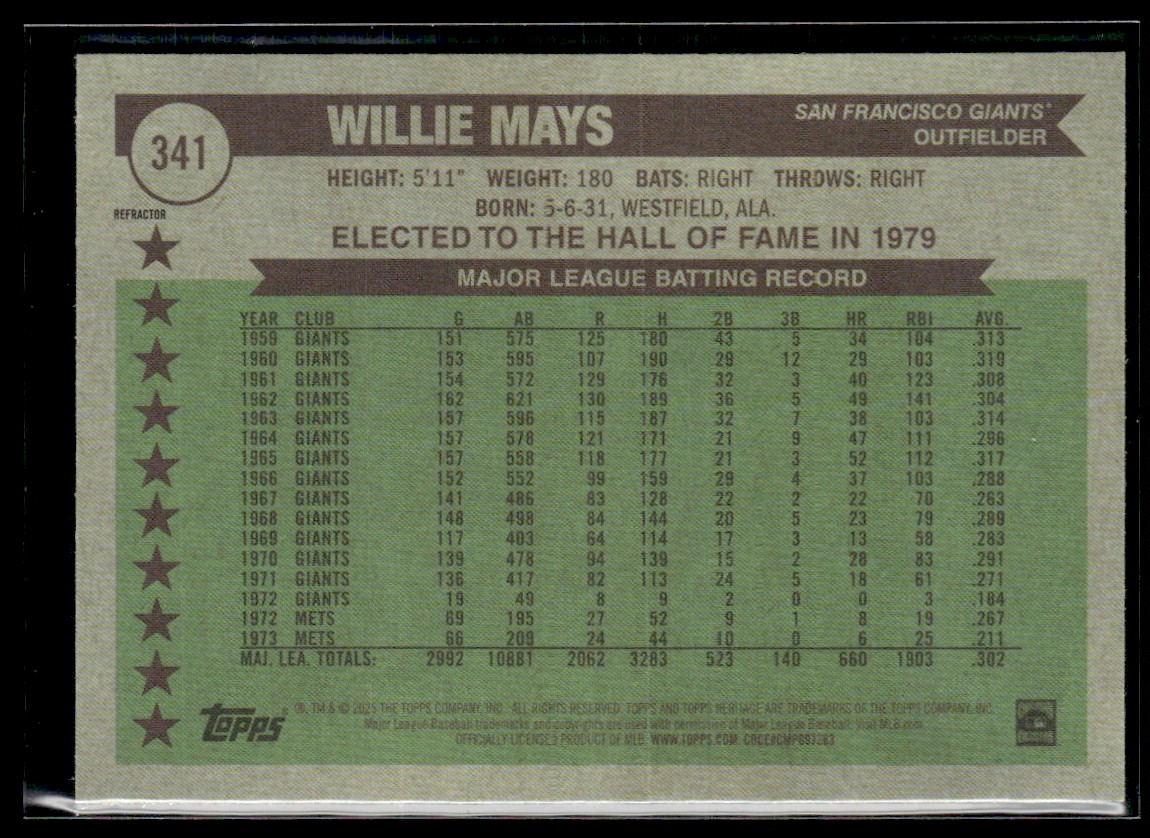 341
REFRACTOR
WILLIE MAYS
SAN FRANCISCO GIANTS
OUTFIELDER
HEIGHT: 5'11" WEIGHT: 180 BATS: RIGHT THROWS: RIGHT
BORN: 5-6-31, WESTFIELD, ALA.
ELECTED TO THE HALL OF FAME IN 1979
MAJOR LEAGUE BATTING RECORD
YEAR CLUB G AB R H 2B 3B HR RBI AVG.
1959 GIANTS 151 575 125 180 43 5 34 104 .313
1960 GIANTS 153 595 107 190 29 12 29 103 .319
1961 GIANTS 154 572 129 176 32 3 40 123 .308
1962 GIANTS 162 621 130 189 36 5 49 141 .304
1963 GIANTS 157 596 115 187 32 7 38 103 .314
1964 GIANTS 157 578 121 171 21 9 47 111 .296
1965 GIANTS 157 558 118 177 21 3 52 112 .317
1966 GIANTS 152 552 99 159 29 4 37 103 .288
1967 GIANTS 141 486 83 128 22 2 22 70 .263
1968 GIANTS 148 498 84 144 20 5 23 79 .289
1969 GIANTS 117 403 64 114 17 3 13 58 .283
1970 GIANTS 139 478 94 139 15 2 28 83 .291
1971 GIANTS 136 417 82 113 24 5 18 61 .271
1972 GIANTS 19 49 8 9 2 0 0 3 .184
1972 METS 69 195 27 52 9 1 8 19 .267
1973 METS 66 209 24 44 10 0 6 25 .211
MAJ. LEA. TOTALS: 2992 10881 2062 3283 523 140 660 1903 .302
TOPPS
®, TM & © 2025 THE TOPPS COMPANY, INC. ALL RIGHTS RESERVED. TOPPS AND TOPPS HERITAGE ARE TRADEMARKS OF THE TOPPS COMPANY, INC.
Major League Baseball trademarks and copyrights are used with permission of Major League Baseball. Visit MLB.com
OFFICIALLY LICENSED PRODUCT OF MLB. WWW.TOPPS.COM